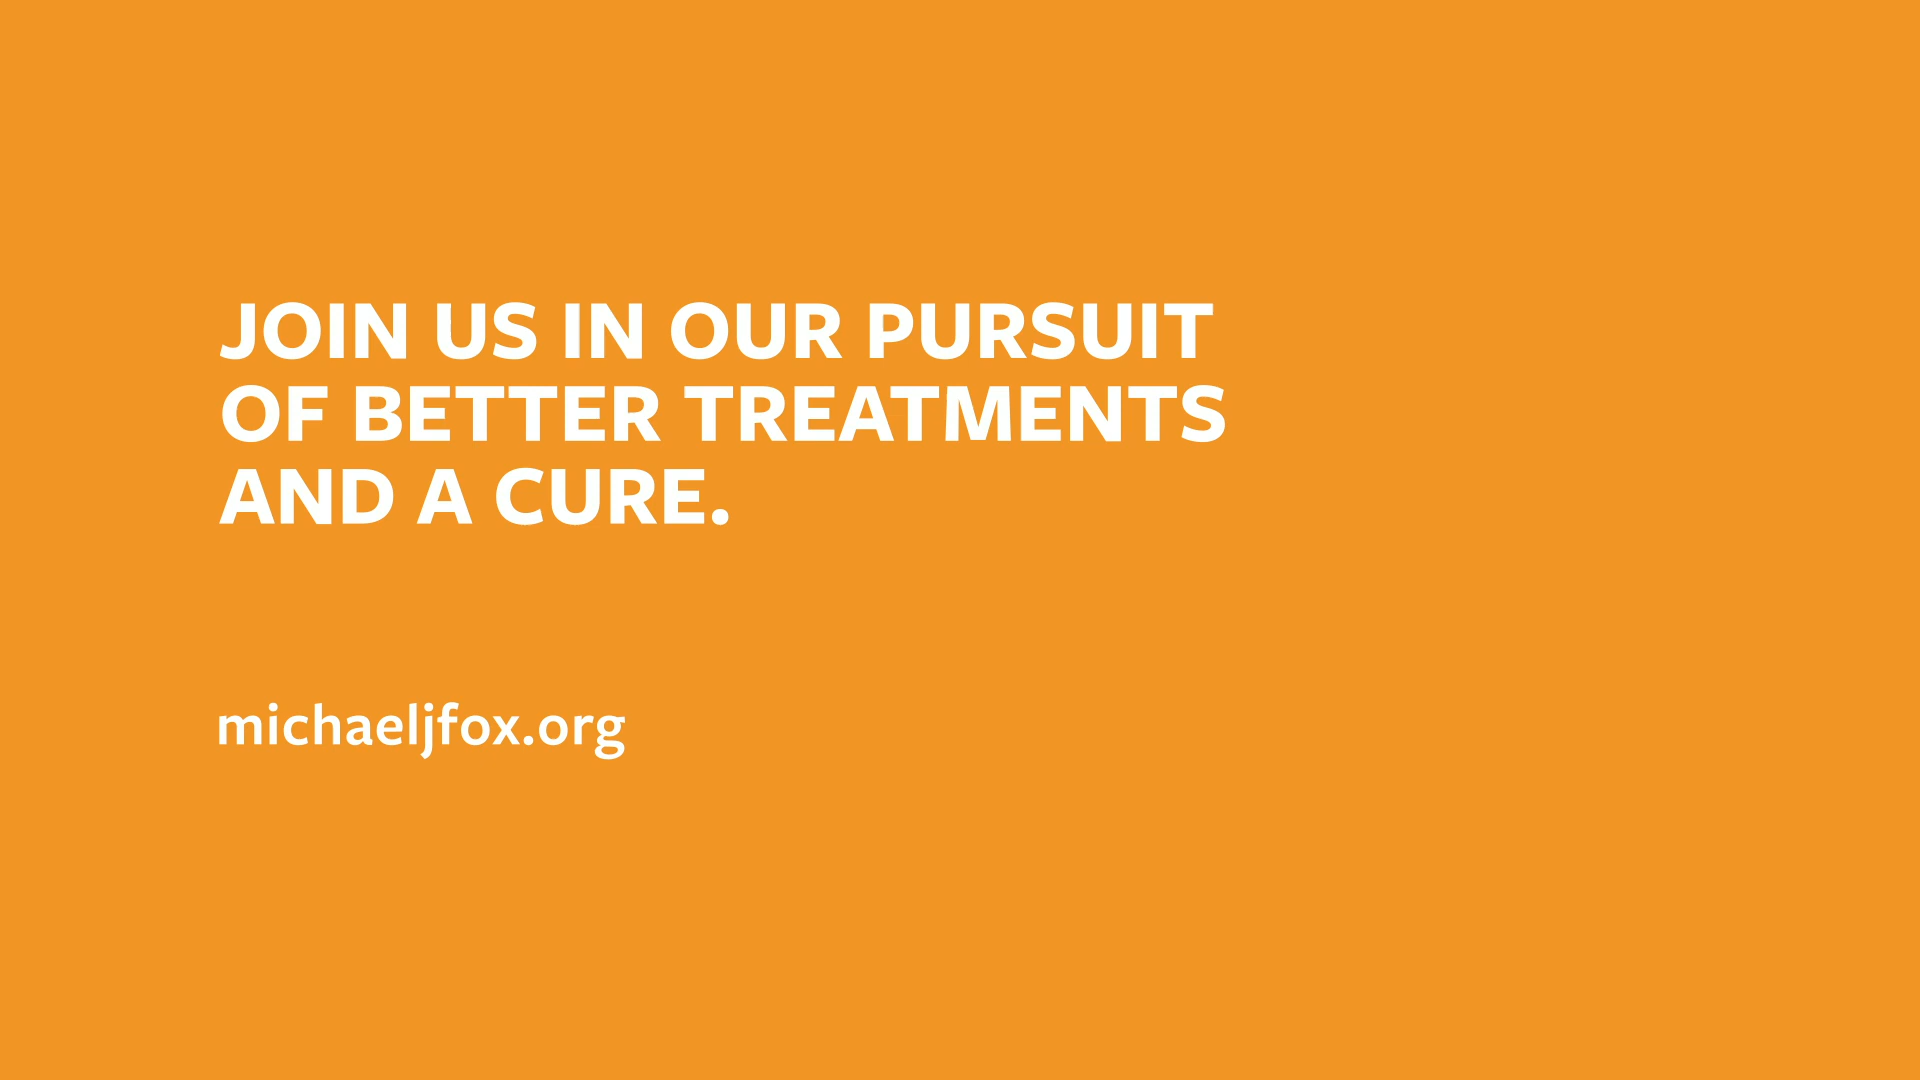 JOIN US IN OUR PURSUIT
OF BETTER TREATMENTS
AND A CURE.
michaeljfox.org